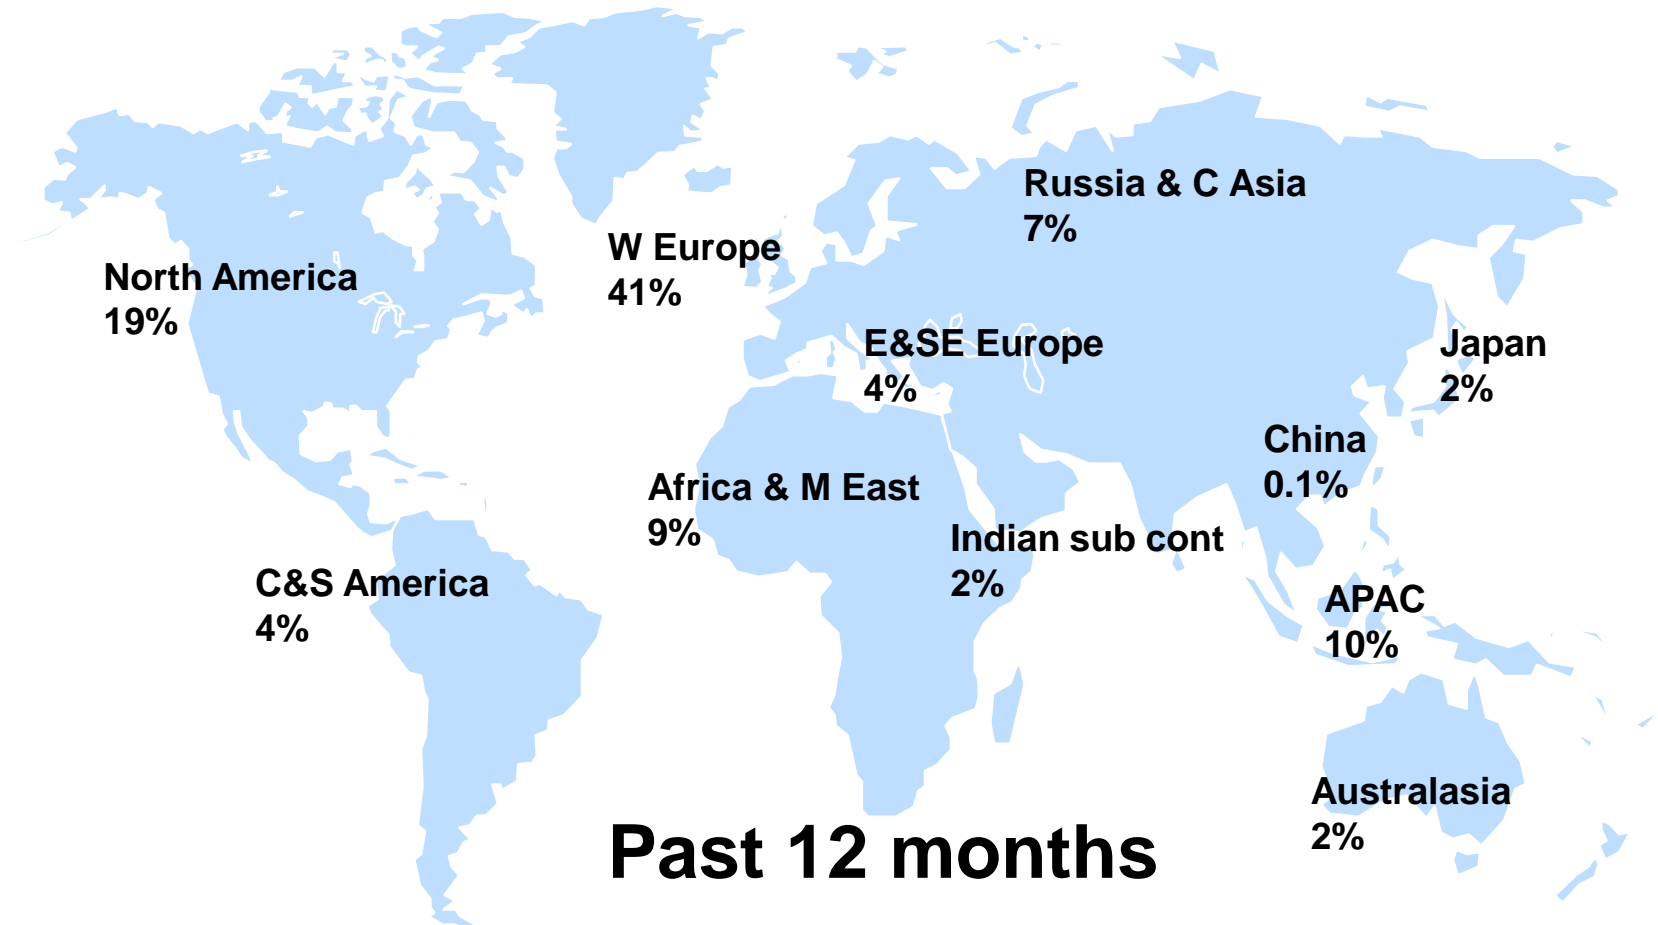 Russia & C Asia
7%
W Europe
41%
North America
19%
E&SE Europe
4%
Japan
2%
China
0.1%
Africa & M East
9%
Indian sub cont
2%
C&S America
4%
APAC
10%
Australasia
2%
Past 12 months